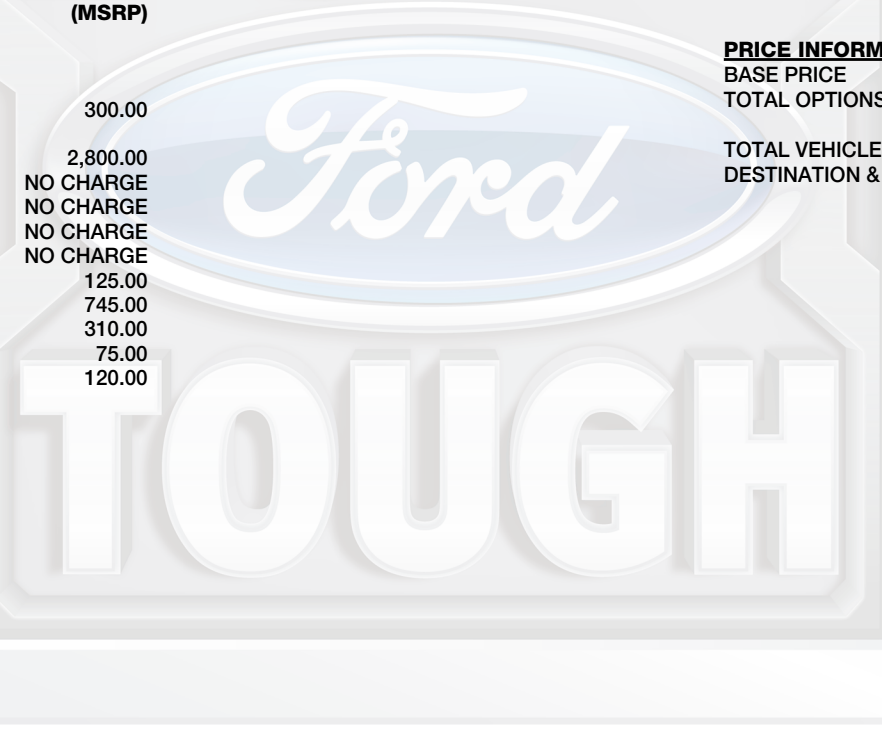 (MSRP)
300.00
2,800.00
NO CHARGE
NO CHARGE
NO CHARGE
NO CHARGE
125.00
745.00
310.00
75.00
120.00
PRICE INFORM
BASE PRICE
TOTAL OPTIONS
TOTAL VEHICLE
DESTINATION &
Ford
TOUGH